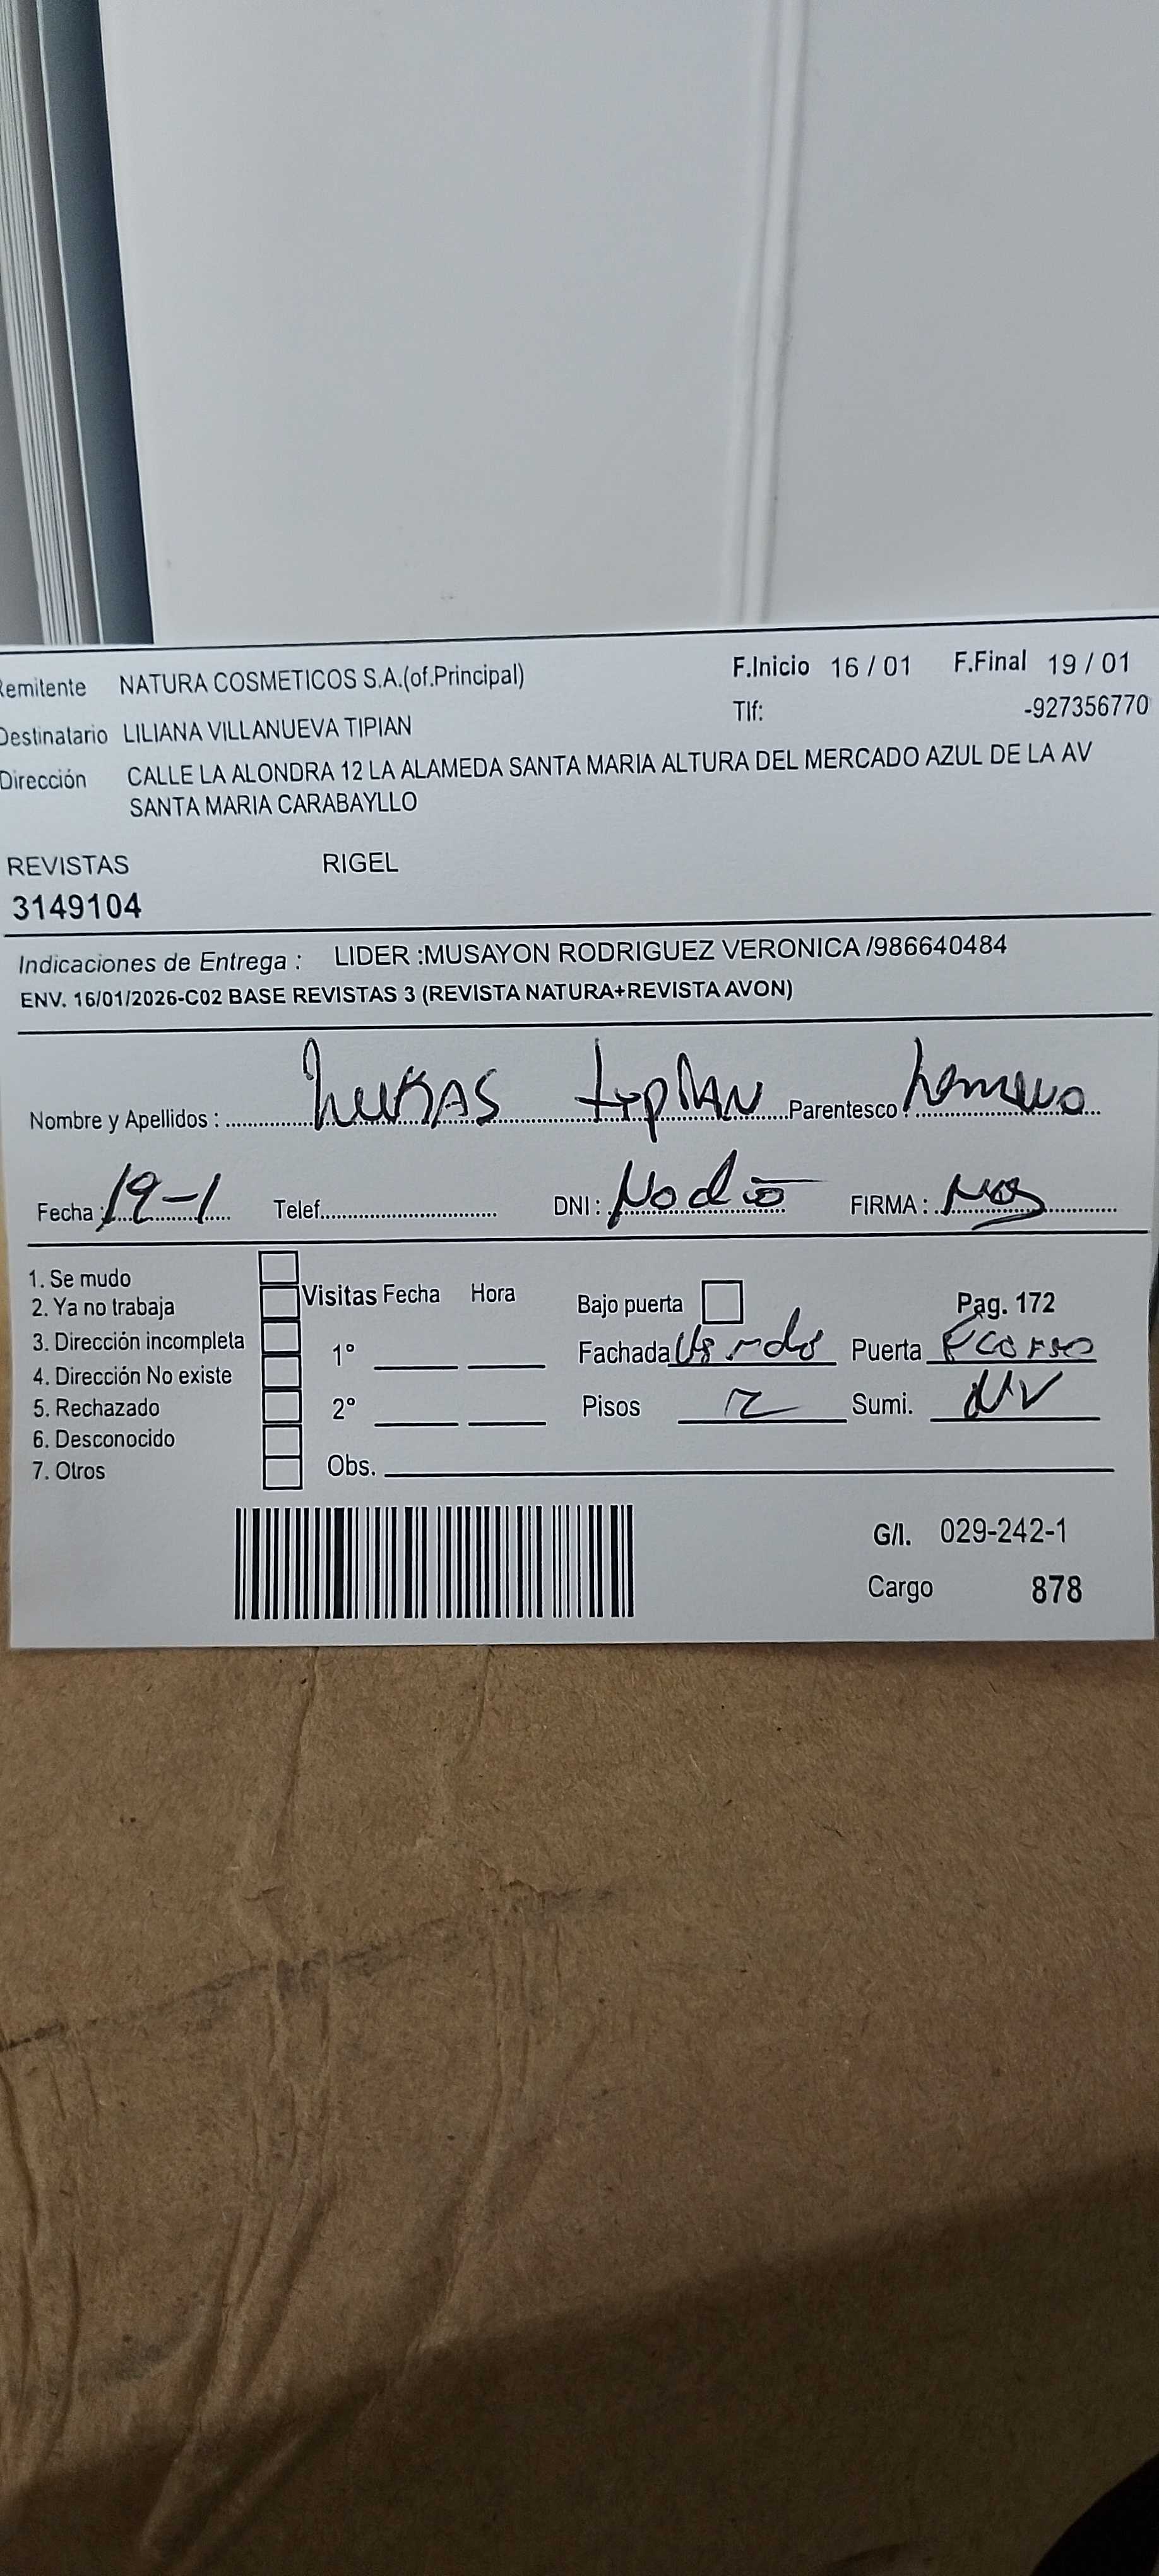 Remitente NATURA COSMETICOS S.A.(of.Principal) F.Inicio 16 / 01 F.Final 19 / 01
Destinatario LILIANA VILLANUEVA TIPIAN Tlf: -927356770
Dirección CALLE LA ALONDRA 12 LA ALAMEDA SANTA MARIA ALTURA DEL MERCADO AZUL DE LA AV
SANTA MARIA CARABAYLLO
REVISTAS RIGEL
3149104
Indicaciones de Entrega : LIDER :MUSAYON RODRIGUEZ VERONICA /986640484
ENV. 16/01/2026-C02 BASE REVISTAS 3 (REVISTA NATURA+REVISTA AVON)
Nombre y Apellidos : LUKAS tipIAN Parentesco :
Fecha : 19-1 Telef. DNI : No dio FIRMA :
1. Se mudo
2. Ya no trabaja Visitas Fecha Hora Bajo puerta Pag. 172
3. Dirección incompleta 1° Fachada Puerta
4. Dirección No existe
5. Rechazado 2° Pisos 2 Sumi. NV
6. Desconocido
7. Otros Obs.
G/I. 029-242-1
Cargo 878